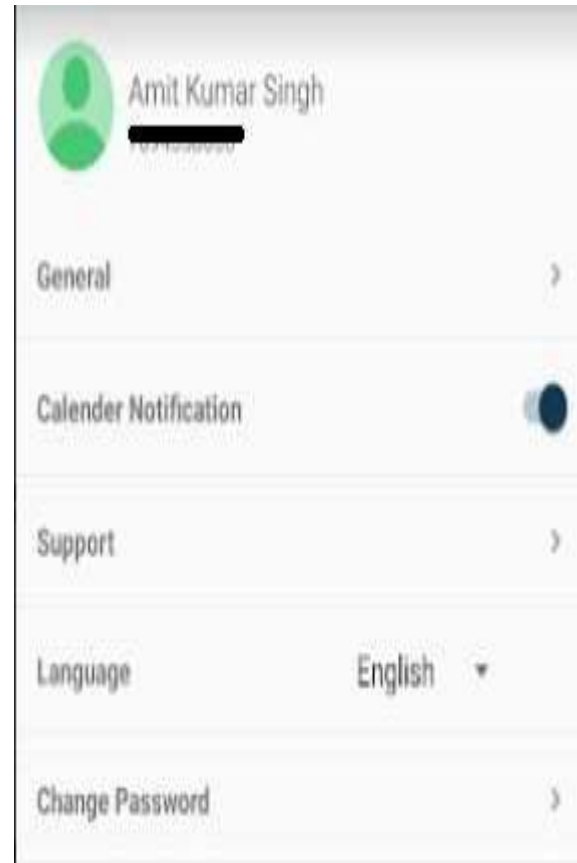 Amit Kumar Singh
General
Calender Notification
Support
Language English
Change Password